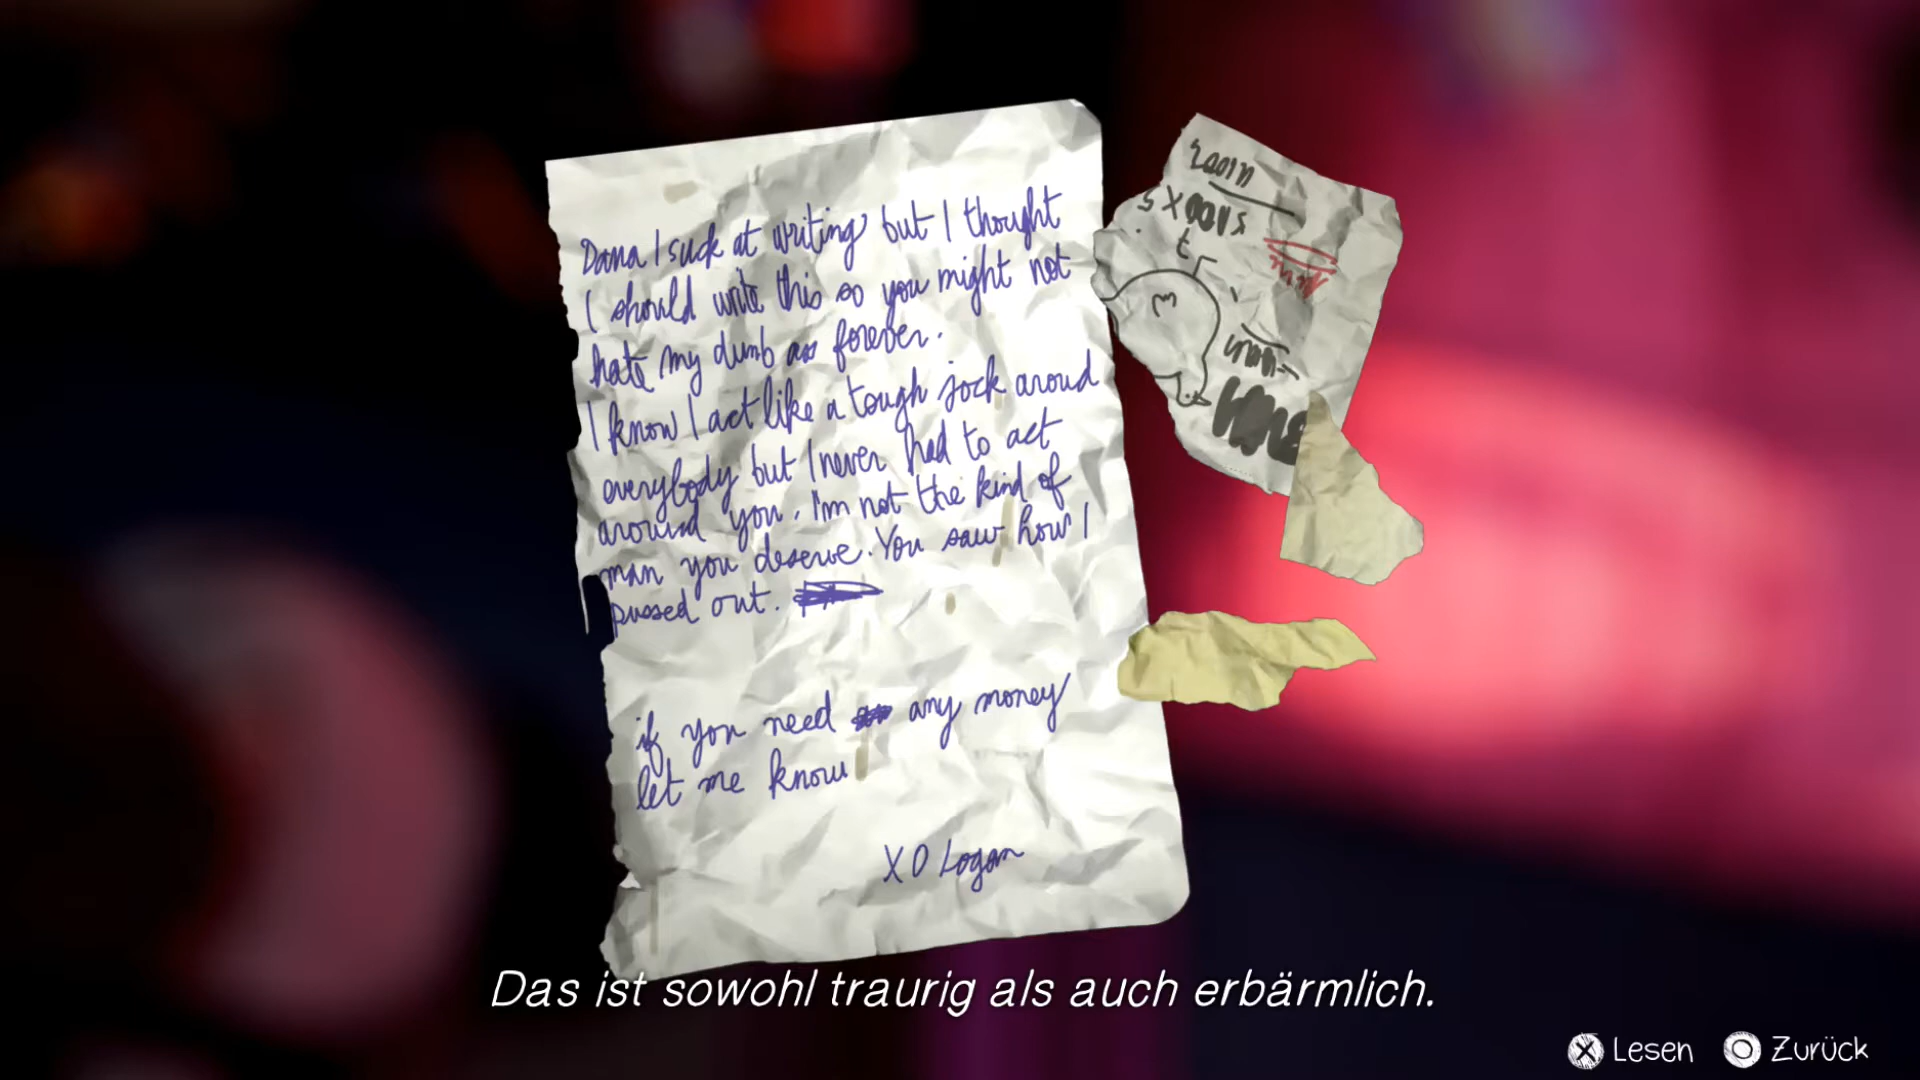 Dana I suck at writing but I thought
I should write this so you might not
hate my dumb ass forever.
I know I act like a tough jock aroud
everybody but I never had to act
around you. I'm not the kind of
man you deserve. You saw how I
pussed out.
if you need any money
let me know
XO Logan
Das ist sowohl traurig als auch erbärmlich.
Lesen Zurück